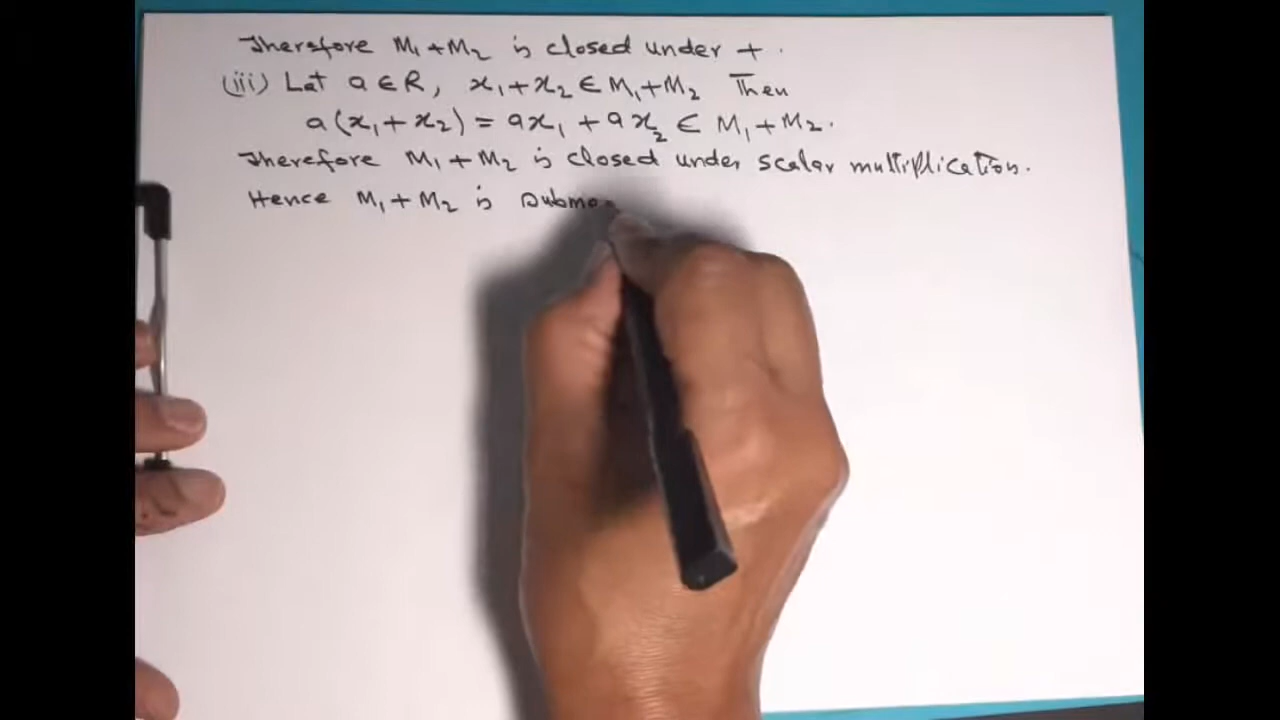 Therefore M₁+M₂ is closed under + .
(iii) Let a ∈ R, x₁+x₂ ∈ M₁+M₂ Then
a(x₁+x₂) = ax₁ + ax₂ ∈ M₁+M₂.
Therefore M₁+M₂ is closed under scalar multiplication.
Hence M₁+M₂ is submo